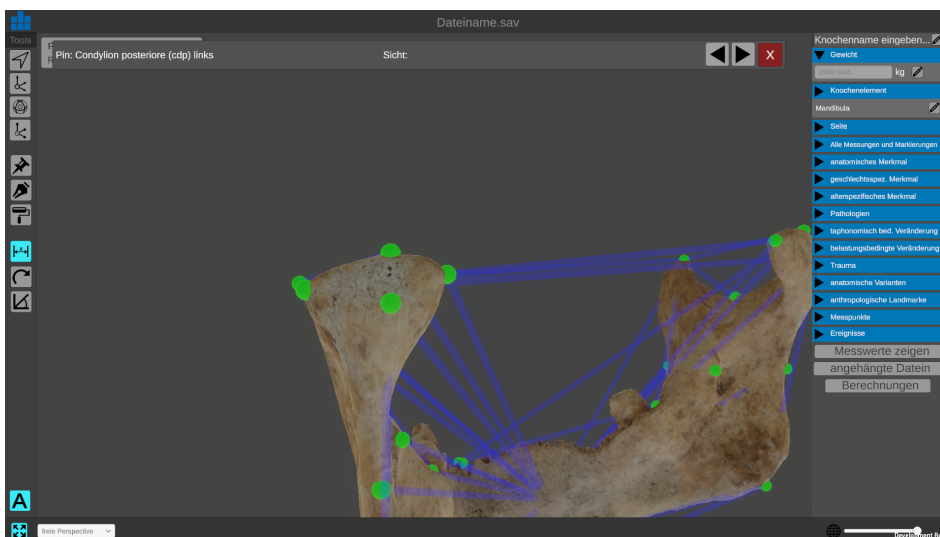 Dateiname.sav
Tools
Pin: Condylion posteriore (cdp) links
Sicht:
X
Knochenname eingeben...
Gewicht
kg
Knochenelement
Mandibula
Seite
Alle Messungen und Markierungen
anatomisches Merkmal
geschlechtsspez. Merkmal
alterspezifisches Merkmal
Pathologien
taphonomisch bed. Veränderung
belastungsbedingte Veränderung
Trauma
anatomische Varianten
anthropologische Landmarke
Messpunkte
Ereignisse
Messwerte zeigen
angehängte Datein
Berechnungen
A
freie Perspective
Development